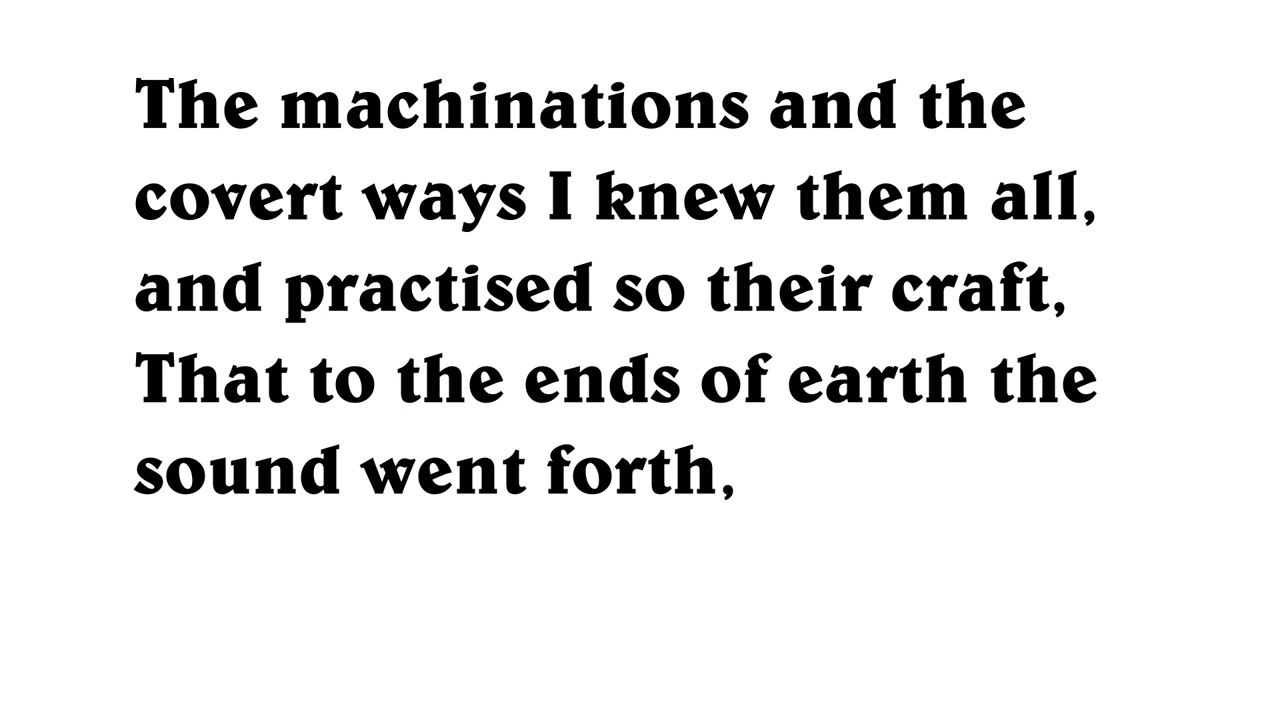 The machinations and the
covert ways I knew them all,
and practised so their craft,
That to the ends of earth the
sound went forth,